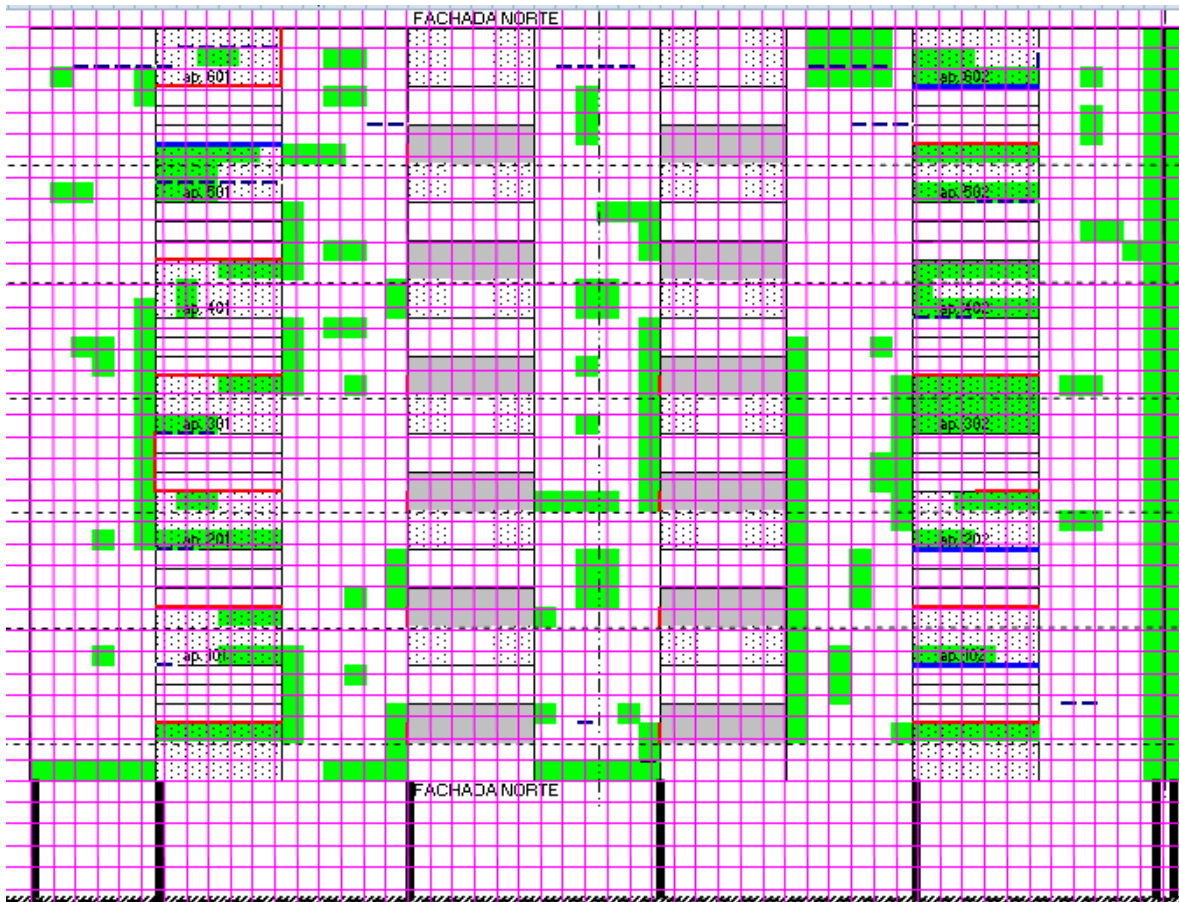 FACHADA NORTE
ap. 601
ap. 602
ap. 501
ap. 502
ap. 401
ap. 402
ap. 301
ap. 302
ap. 201
ap. 202
ap. 101
ap. 102
FACHADA NORTE